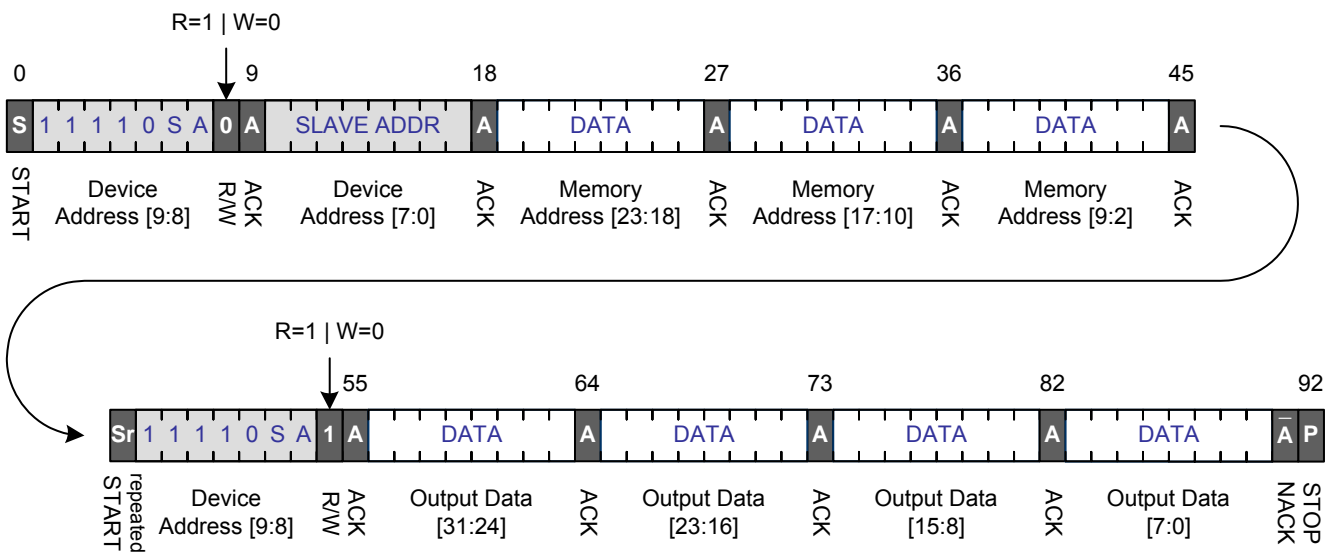 R=1 | W=0
0 9 18 27 36 45
S 1 1 1 1 0 S A 0 A SLAVE ADDR A DATA A DATA A DATA A
START
Device
Address [9:8]
R/W
ACK
Device
Address [7:0]
ACK
Memory
Address [23:18]
ACK
Memory
Address [17:10]
ACK
Memory
Address [9:2]
ACK
R=1 | W=0
55 64 73 82 92
Sr 1 1 1 1 0 S A 1 A DATA A DATA A DATA A DATA A̅ P
repeated
START
Device
Address [9:8]
R/W
ACK
Output Data
[31:24]
ACK
Output Data
[23:16]
ACK
Output Data
[15:8]
ACK
Output Data
[7:0]
NACK
STOP